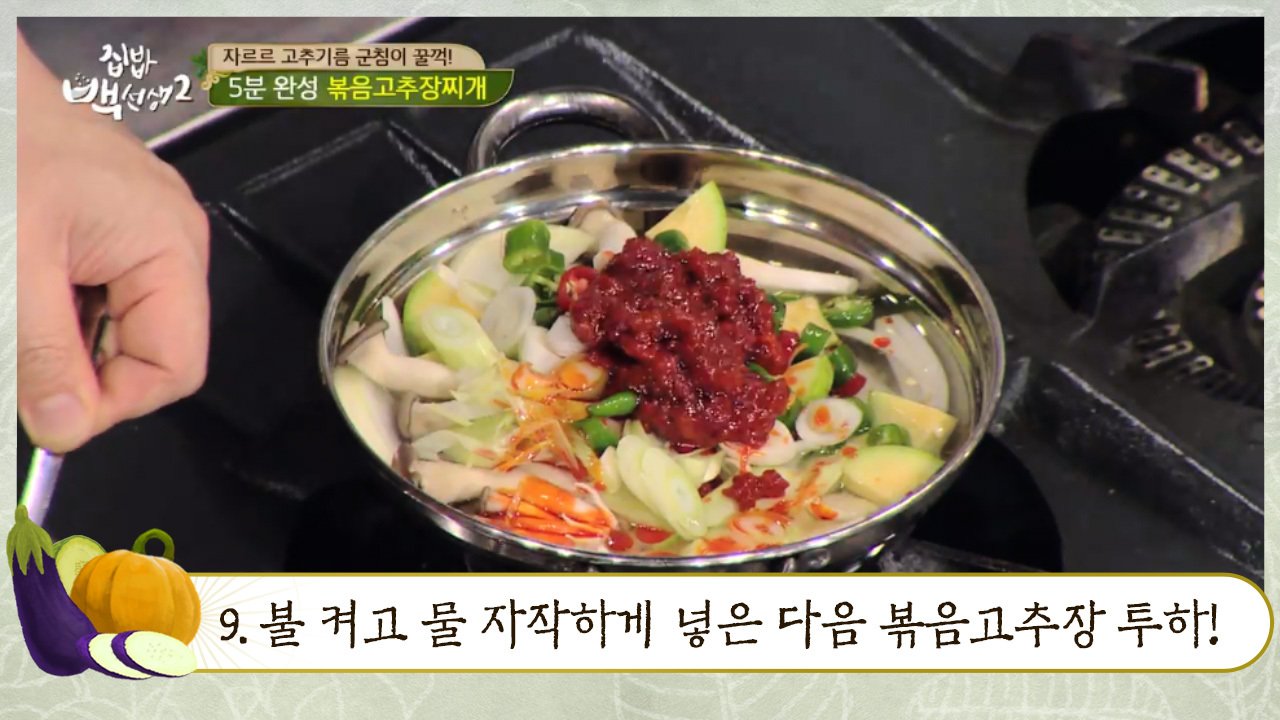 집밥
백선생2
자르르 고추기름 군침이 꿀꺽!
5분 완성 볶음고추장찌개
9. 불 켜고 물 자작하게 넣은 다음 볶음고추장 투하!